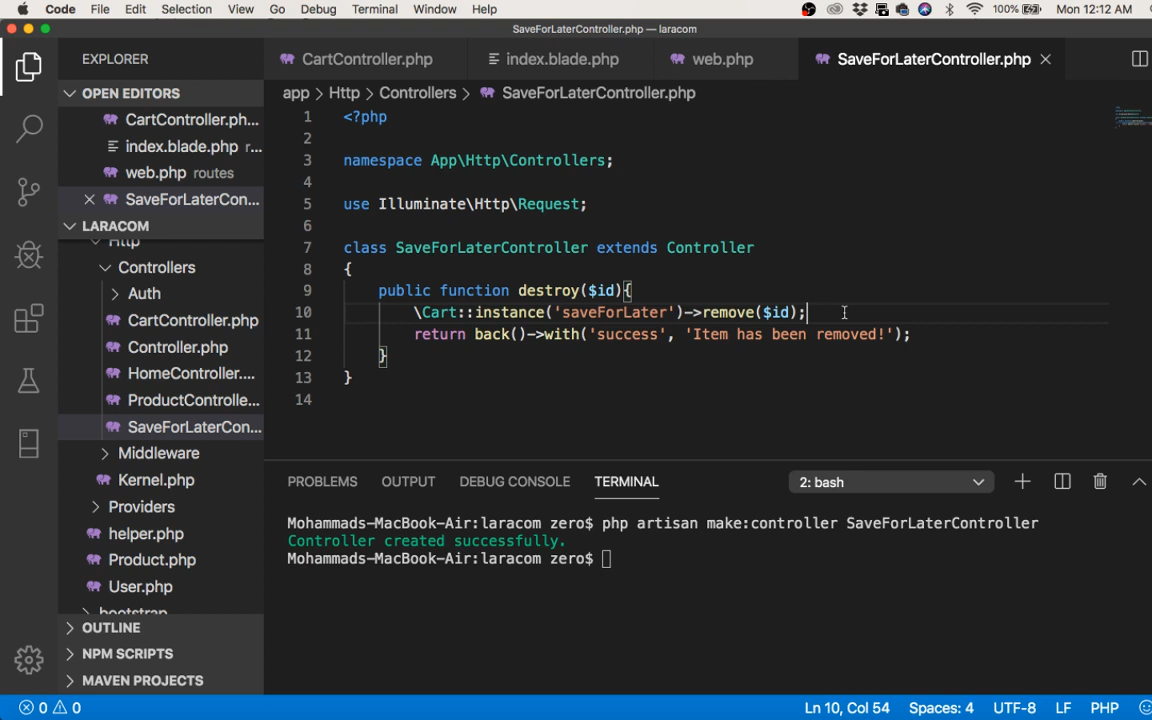 Code File Edit Selection View Go Debug Terminal Window Help 100% Mon 12:12 AM
SaveForLaterController.php — laracom
EXPLORER
CartController.php index.blade.php web.php SaveForLaterController.php
OPEN EDITORS
CartController.ph...
index.blade.php r...
web.php routes
SaveForLaterCon...
LARACOM
Http
Controllers
Auth
CartController.php
Controller.php
HomeController....
ProductControlle...
SaveForLaterCon...
Middleware
Kernel.php
Providers
helper.php
Product.php
User.php
bootstrap
OUTLINE
NPM SCRIPTS
MAVEN PROJECTS
app > Http > Controllers > SaveForLaterController.php
1 <?php
2
3 namespace App\Http\Controllers;
4
5 use Illuminate\Http\Request;
6
7 class SaveForLaterController extends Controller
8 {
9 public function destroy($id){
10 \Cart::instance('saveForLater')->remove($id);
11 return back()->with('success', 'Item has been removed!');
12 }
13 }
14
PROBLEMS OUTPUT DEBUG CONSOLE TERMINAL 2: bash
Mohammads-MacBook-Air:laracom zero$ php artisan make:controller SaveForLaterController
Controller created successfully.
Mohammads-MacBook-Air:laracom zero$
0 0 Ln 10, Col 54 Spaces: 4 UTF-8 LF PHP